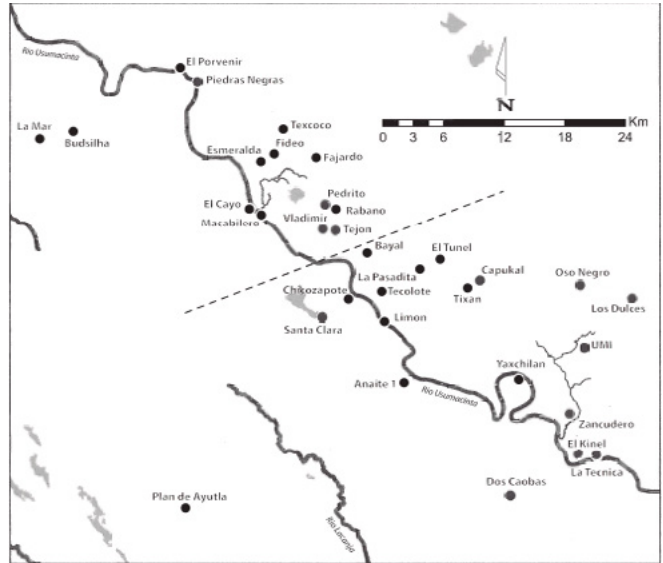 Río Usumacinta
El Porvenir
Piedras Negras
N
Km
0 3 6 12 18 24
La Mar
Budsilha
Texcoco
Esmeralda
Fideo
Fajardo
El Cayo
Macabilero
Vladimir
Pedrito
Rabano
Tejon
Bayal
El Tunel
La Pasadita
Capukal
Oso Negro
Chicozapote
Tecolote
Tixan
Los Dulces
Santa Clara
Limon
UMI
Yaxchilan
Anaite 1
Río Usumacinta
Zancudero
El Kinel
La Tecnica
Dos Caobas
Plan de Ayutla
Río Lacanja